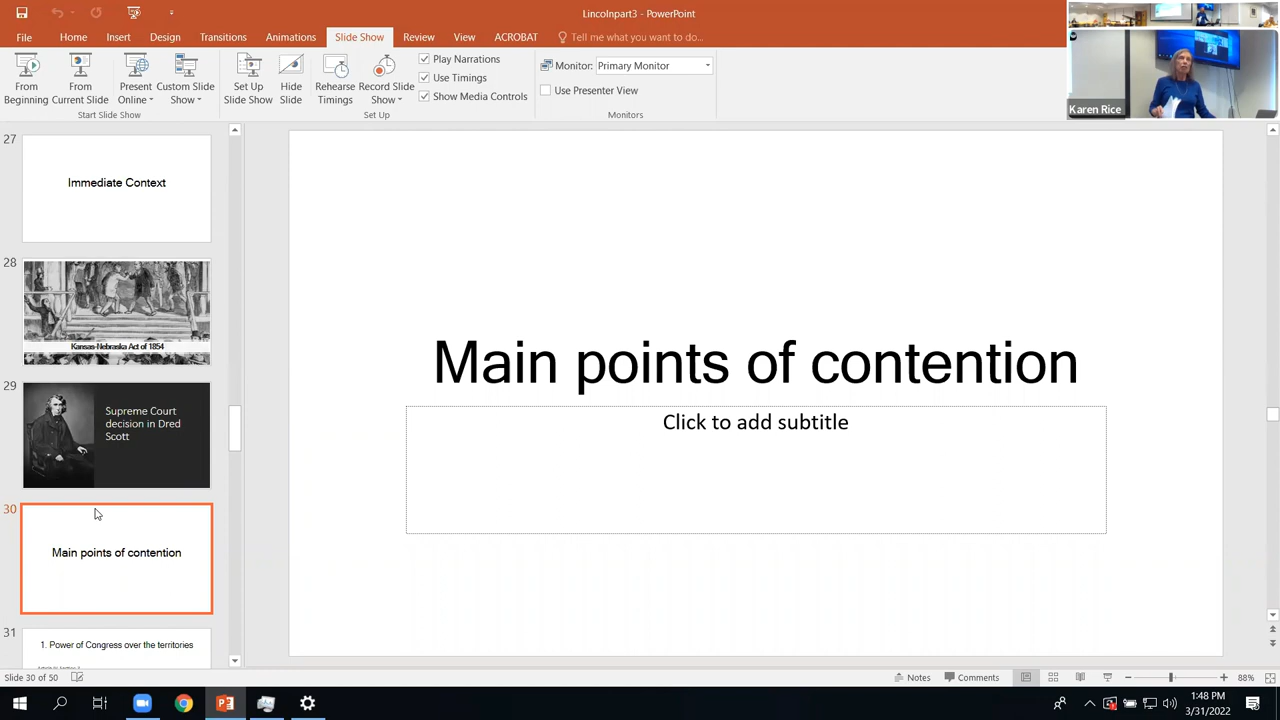 Lincolnpart3 - PowerPoint
File Home Insert Design Transitions Animations Slide Show Review View ACROBAT Tell me what you want to do...
From Beginning
From Current Slide
Present Online
Custom Slide Show
Start Slide Show
Set Up Slide Show
Hide Slide
Rehearse Timings
Record Slide Show
Play Narrations
Use Timings
Show Media Controls
Set Up
Monitor: Primary Monitor
Use Presenter View
Monitors
Karen Rice
27
Immediate Context
28
Kansas-Nebraska Act of 1854
29
Supreme Court
decision in Dred
Scott
30
Main points of contention
31
1. Power of Congress over the territories
Main points of contention
Click to add subtitle
Slide 30 of 50
Notes
Comments
88%
1:48 PM
3/31/2022